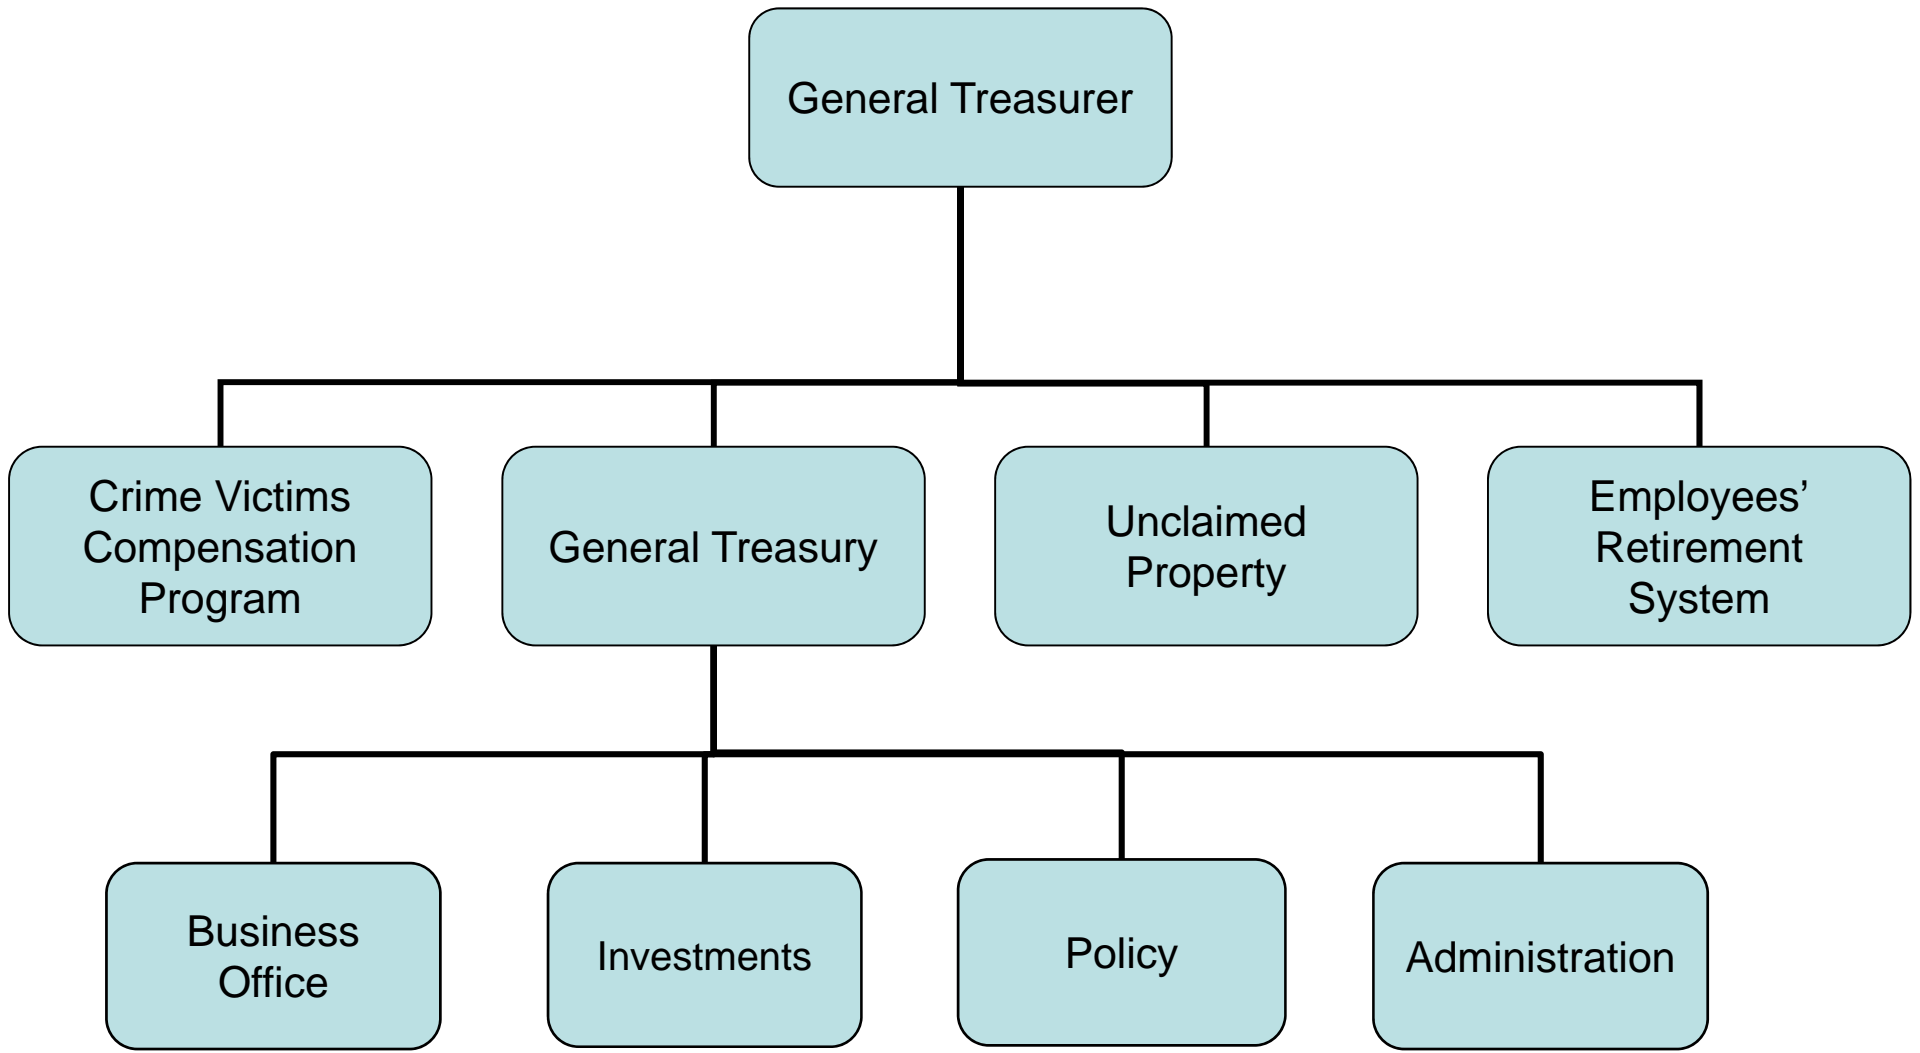 General Treasurer
Crime Victims
Compensation
Program
General Treasury
Unclaimed
Property
Employees’
Retirement
System
Business
Office
Investments
Policy
Administration